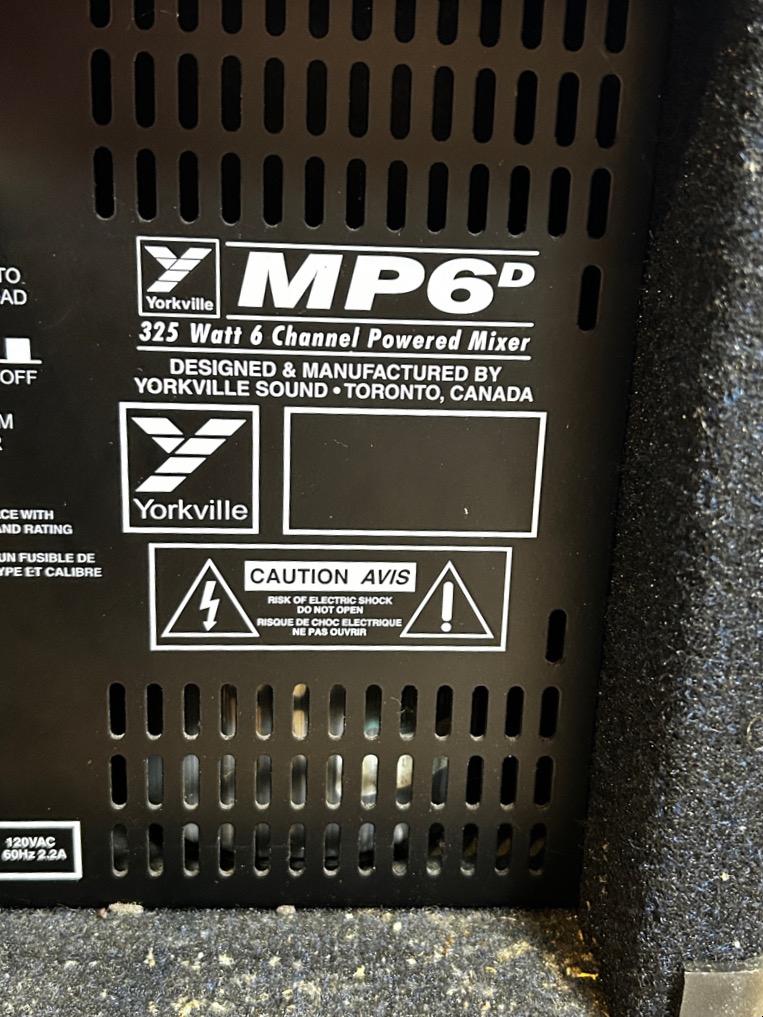 TO
AD
OFF
M
R
CE WITH
AND RATING
UN FUSIBLE DE
YPE ET CALIBRE
120VAC
60Hz 2.2A
Yorkville
MP6D
325 Watt 6 Channel Powered Mixer
DESIGNED & MANUFACTURED BY
YORKVILLE SOUND • TORONTO, CANADA
Yorkville
CAUTION AVIS
RISK OF ELECTRIC SHOCK
DO NOT OPEN
RISQUE DE CHOC ELECTRIQUE
NE PAS OUVRIR